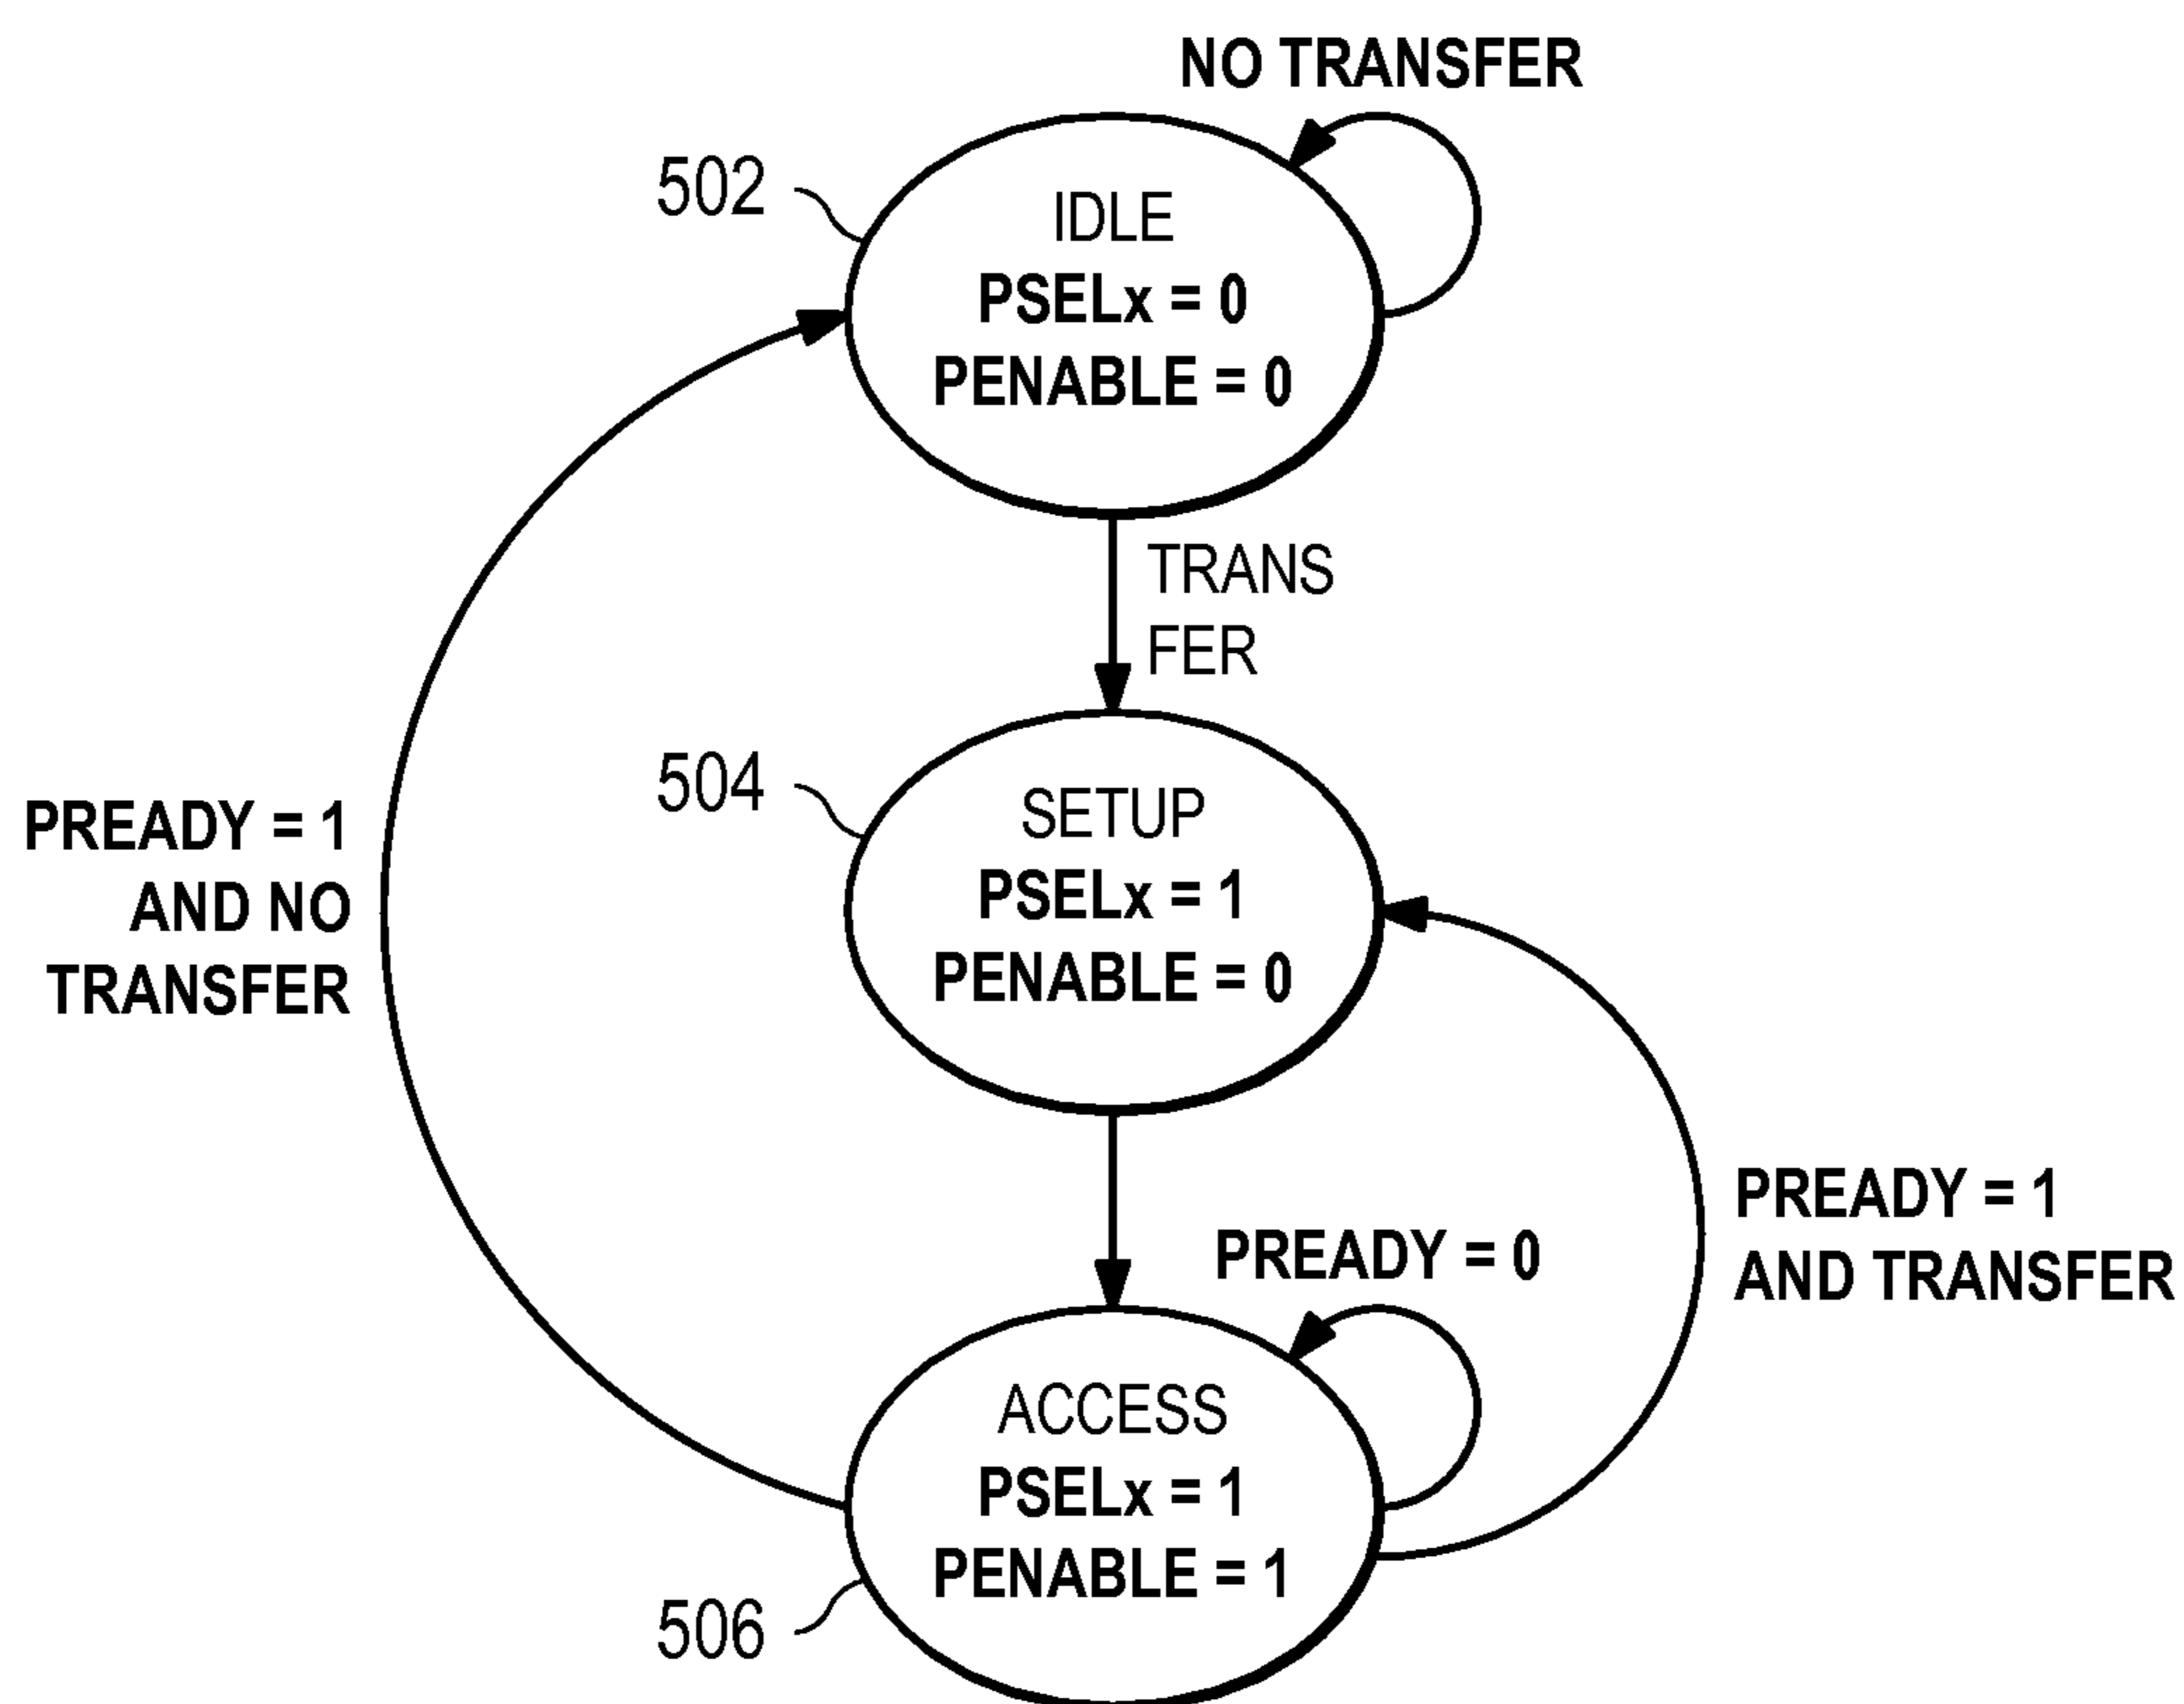 NO TRANSFER
502
IDLE
PSELx = 0
PENABLE = 0
TRANS
FER
504
SETUP
PSELx = 1
PENABLE = 0
PREADY = 1
AND NO
TRANSFER
PREADY = 1
AND TRANSFER
PREADY = 0
ACCESS
PSELx = 1
PENABLE = 1
506